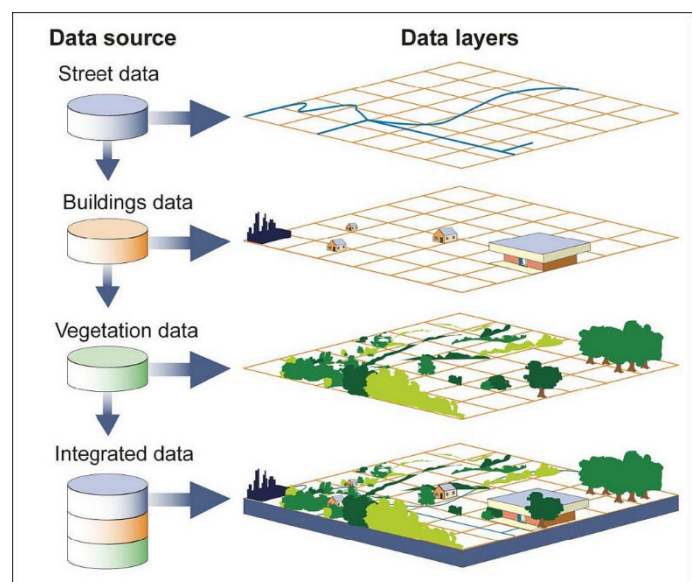 Data source
Data layers
Street data
Buildings data
Vegetation data
Integrated data